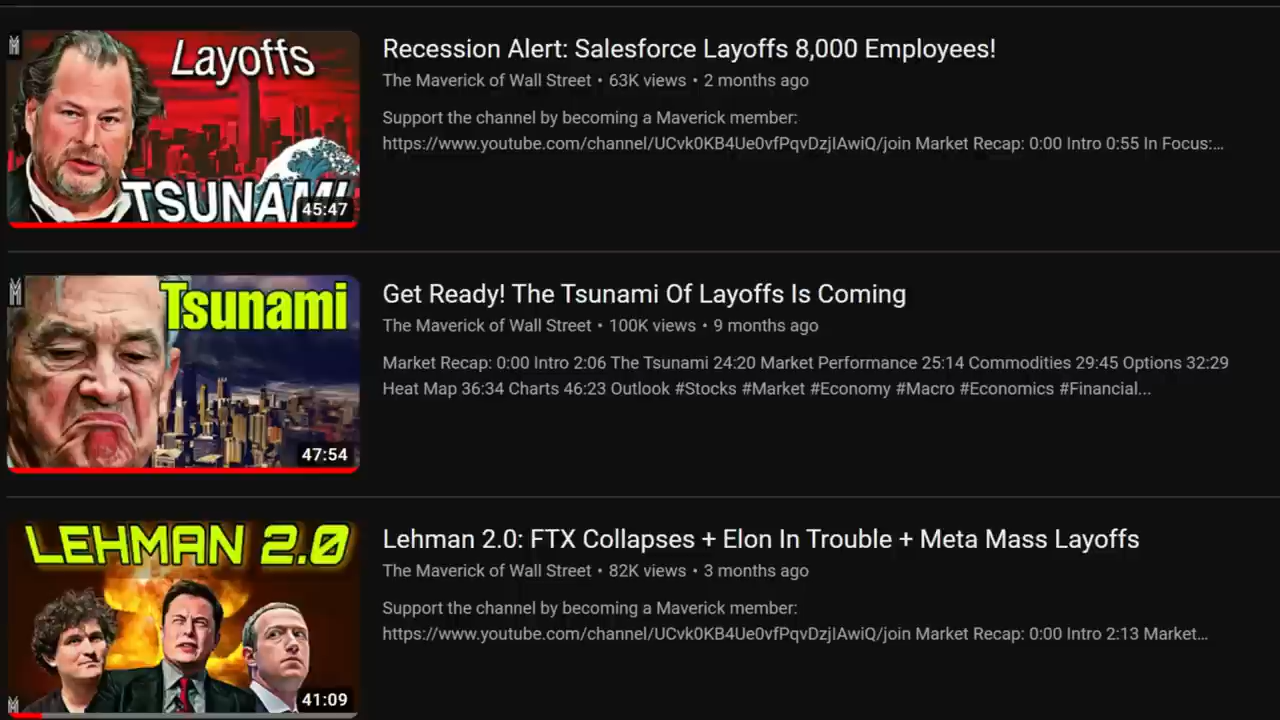 Layoffs
TSUNAMI
45:47
Recession Alert: Salesforce Layoffs 8,000 Employees!
The Maverick of Wall Street • 63K views • 2 months ago
Support the channel by becoming a Maverick member:
https://www.youtube.com/channel/UCvk0KB4Ue0vfPqvDzjIAwiQ/join Market Recap: 0:00 Intro 0:55 In Focus:...
Tsunami
47:54
Get Ready! The Tsunami Of Layoffs Is Coming
The Maverick of Wall Street • 100K views • 9 months ago
Market Recap: 0:00 Intro 2:06 The Tsunami 24:20 Market Performance 25:14 Commodities 29:45 Options 32:29
Heat Map 36:34 Charts 46:23 Outlook #Stocks #Market #Economy #Macro #Economics #Financial...
LEHMAN 2.0
41:09
Lehman 2.0: FTX Collapses + Elon In Trouble + Meta Mass Layoffs
The Maverick of Wall Street • 82K views • 3 months ago
Support the channel by becoming a Maverick member:
https://www.youtube.com/channel/UCvk0KB4Ue0vfPqvDzjIAwiQ/join Market Recap: 0:00 Intro 2:13 Market...